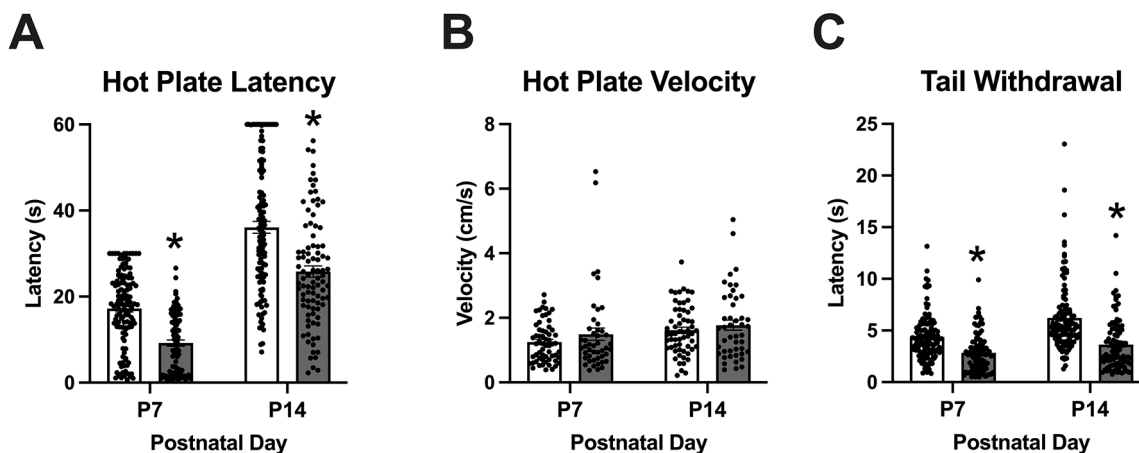 A
B
C
Hot Plate Latency
Hot Plate Velocity
Tail Withdrawal
Latency (s)
60
40
20
0
*
*
P7
P14
Postnatal Day
Velocity (cm/s)
8
6
4
2
0
P7
P14
Postnatal Day
Latency (s)
25
20
15
10
5
0
*
*
P7
P14
Postnatal Day